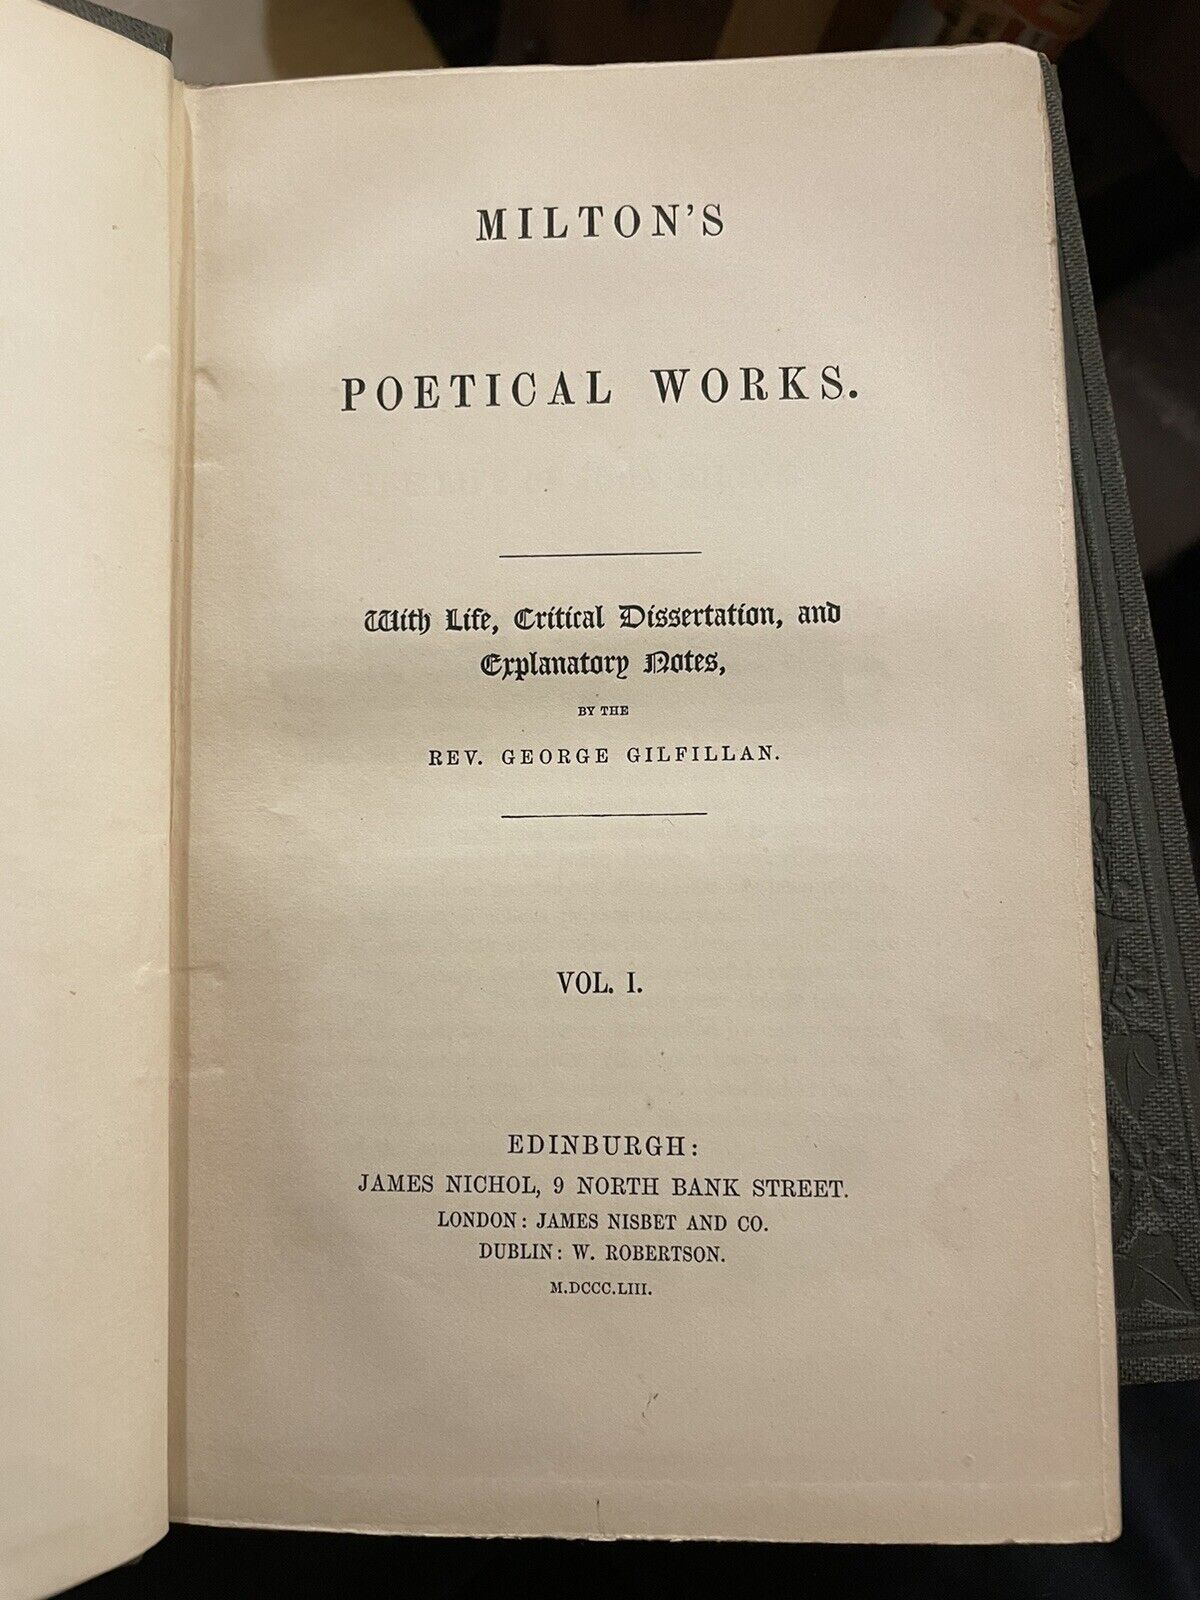 MILTON'S
POETICAL WORKS.
With Life, Critical Dissertation, and
Explanatory Notes,
BY THE
REV. GEORGE GILFILLAN.
VOL. I.
EDINBURGH:
JAMES NICHOL, 9 NORTH BANK STREET.
LONDON: JAMES NISBET AND CO.
DUBLIN: W. ROBERTSON.
M.DCCC.LIII.